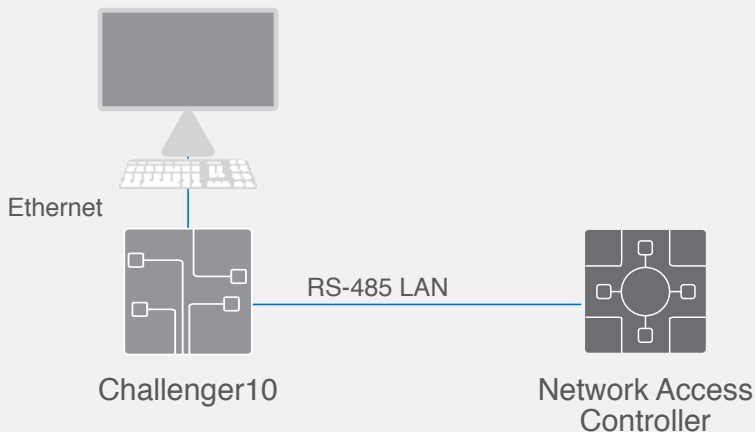 Ethernet
RS-485 LAN
Challenger10
Network Access
Controller